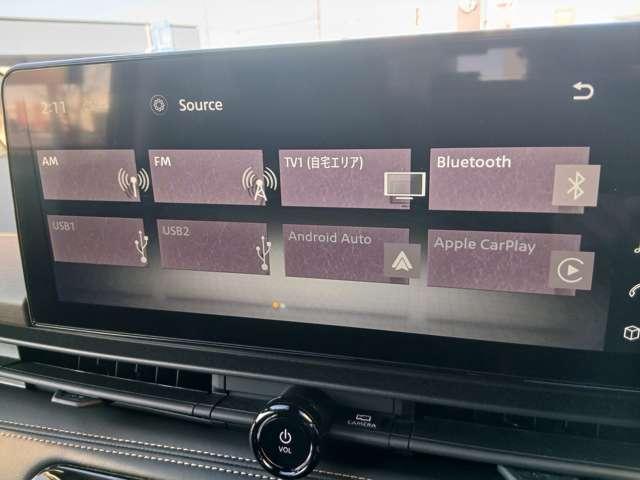 2:11
Source
AM
FM
TV1 (自宅エリア)
Bluetooth
USB1
USB2
Android Auto
Apple CarPlay
CAMERA
VOL